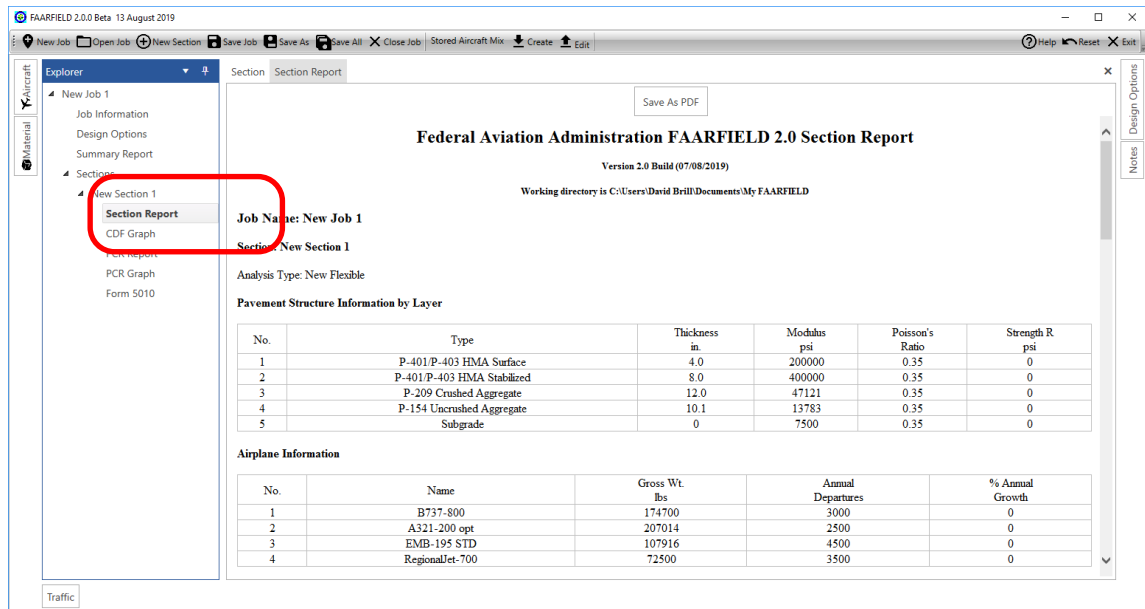 FAARFIELD 2.0.0 Beta 13 August 2019
New Job Open Job New Section Save Job Save As Save All Close Job Stored Aircraft Mix Create Edit Help Reset Exit
Aircraft
Material
Explorer
New Job 1
Job Information
Design Options
Summary Report
Sections
New Section 1
Section Report
CDF Graph
PCR Report
PCR Graph
Form 5010
Section Section Report
Save As PDF
Federal Aviation Administration FAARFIELD 2.0 Section Report
Version 2.0 Build (07/08/2019)
Working directory is C:\Users\David Brill\Documents\My FAARFIELD
Job Name: New Job 1
Section: New Section 1
Analysis Type: New Flexible
Pavement Structure Information by Layer
No. Type Thickness in. Modulus psi Poisson's Ratio Strength R psi
1 P-401/P-403 HMA Surface 4.0 200000 0.35 0
2 P-401/P-403 HMA Stabilized 8.0 400000 0.35 0
3 P-209 Crushed Aggregate 12.0 47121 0.35 0
4 P-154 Uncrushed Aggregate 10.1 13783 0.35 0
5 Subgrade 0 7500 0.35 0
Airplane Information
No. Name Gross Wt. lbs Annual Departures % Annual Growth
1 B737-800 174700 3000 0
2 A321-200 opt 207014 2500 0
3 EMB-195 STD 107916 4500 0
4 RegionalJet-700 72500 3500 0
Design Options
Notes
Traffic